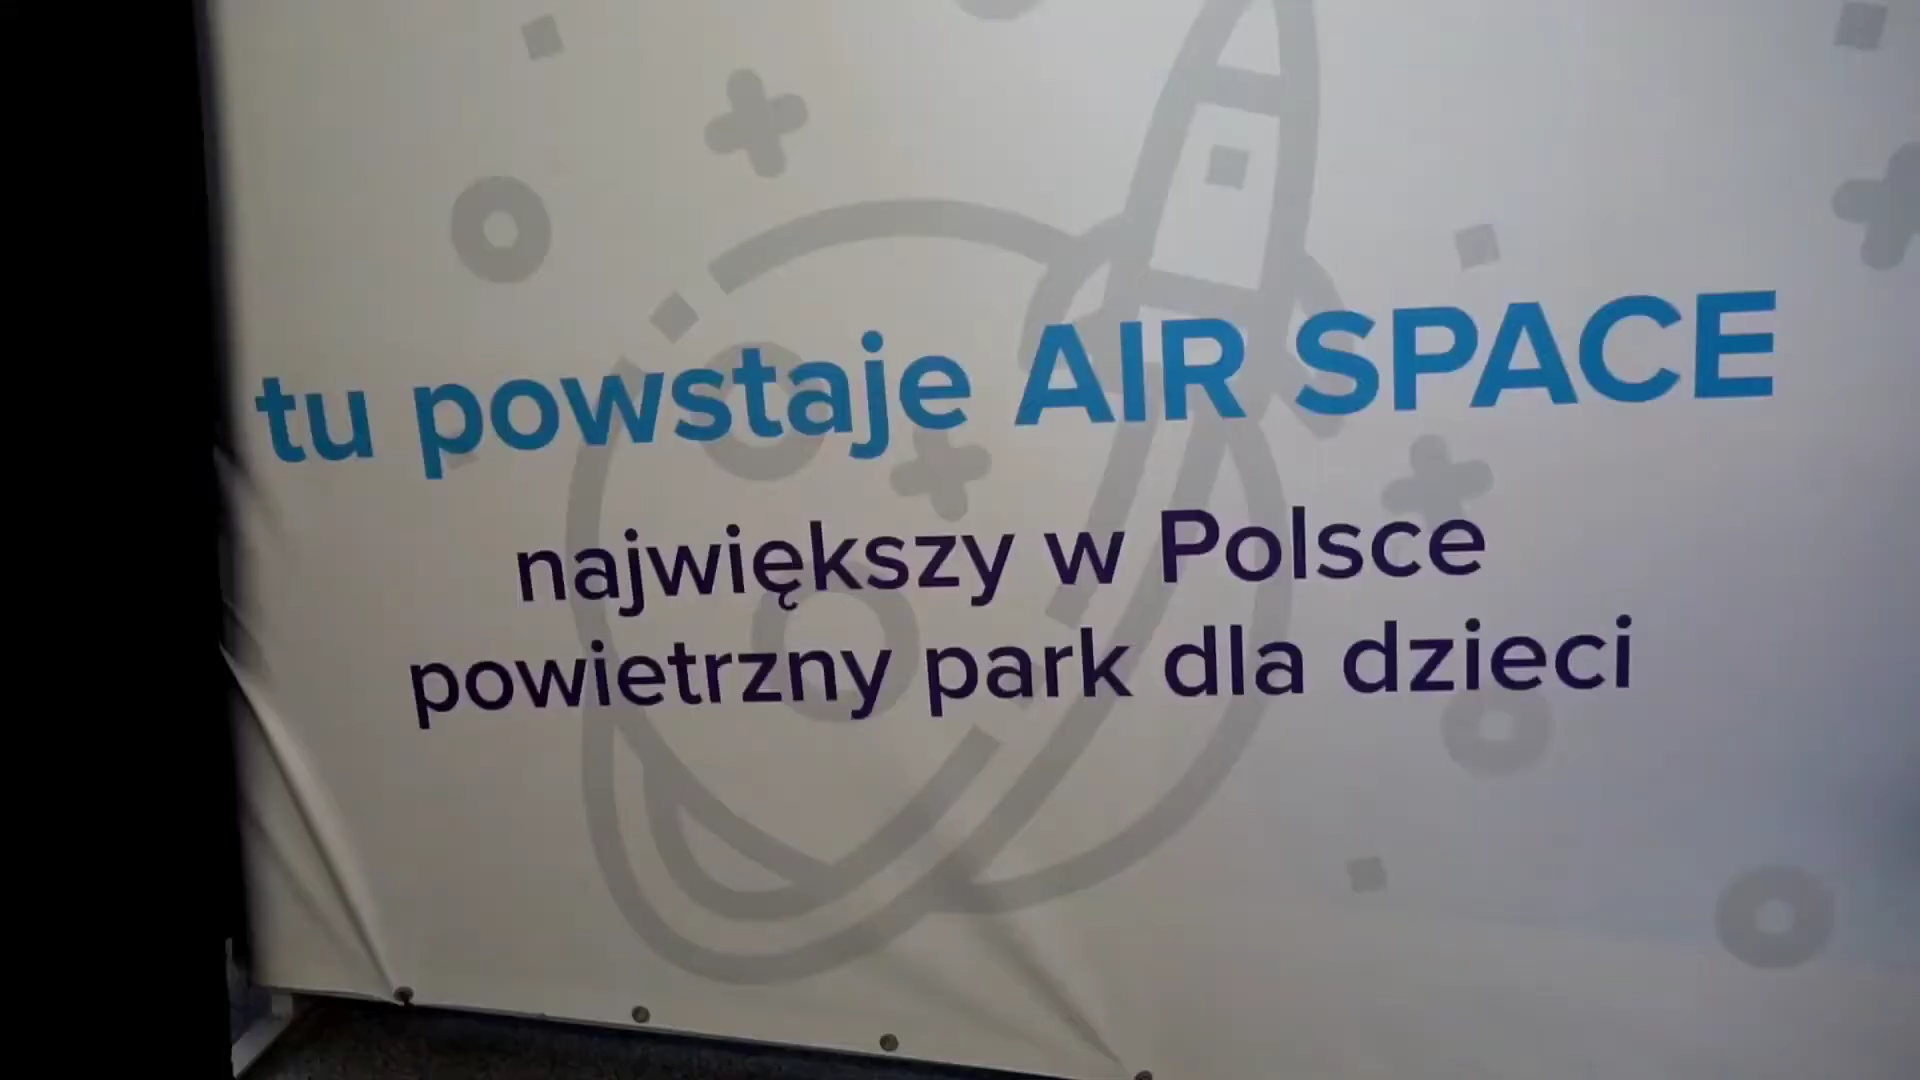 tu powstaje AIR SPACE
największy w Polsce
powietrzny park dla dzieci